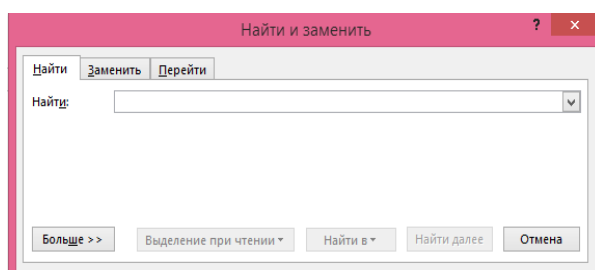 Найти и заменить ? ×
Найти Заменить Перейти
Найти:
Больше >> Выделение при чтении Найти в Найти далее Отмена